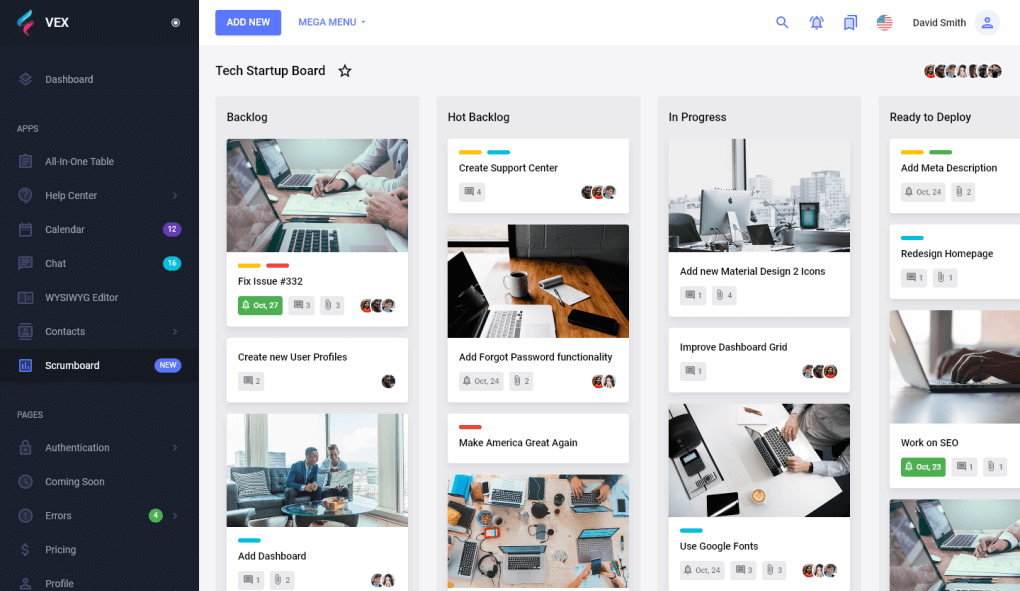 VEX
Dashboard
APPS
All-In-One Table
Help Center
Calendar 12
Chat 16
WYSIWYG Editor
Contacts
Scrumboard NEW
PAGES
Authentication
Coming Soon
Errors 4
Pricing
Profile
ADD NEW MEGA MENU David Smith
Tech Startup Board
Backlog
Fix Issue #332
Oct, 27 3 3
Create new User Profiles
2
Add Dashboard
1 2
Hot Backlog
Create Support Center
4
Add Forgot Password functionality
Oct, 24 2
Make America Great Again
In Progress
Add new Material Design 2 Icons
1 4
Improve Dashboard Grid
1
Use Google Fonts
Oct, 24 3 3
Ready to Deploy
Add Meta Description
Oct, 24 2
Redesign Homepage
1 1
Work on SEO
Oct, 23 1 1